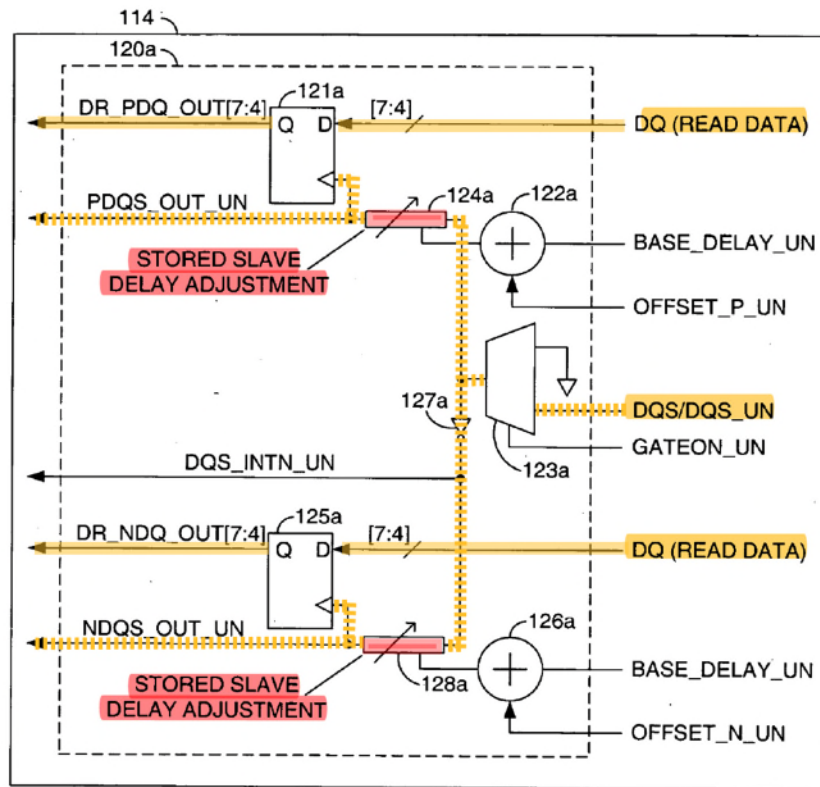 114
120a
DR_PDQ_OUT[7:4]
121a
Q D
[7:4]
DQ (READ DATA)
PDQS_OUT_UN
124a
122a
+
BASE_DELAY_UN
STORED SLAVE
DELAY ADJUSTMENT
OFFSET_P_UN
127a
DQS/DQS_UN
GATEON_UN
123a
DQS_INTN_UN
DR_NDQ_OUT[7:4]
125a
Q D
[7:4]
DQ (READ DATA)
NDQS_OUT_UN
126a
+
BASE_DELAY_UN
128a
STORED SLAVE
DELAY ADJUSTMENT
OFFSET_N_UN